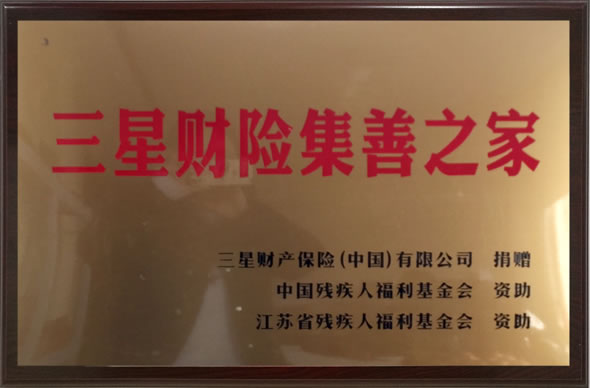 三星财险集善之家
三星财产保险(中国)有限公司 捐赠
中国残疾人福利基金会 资助
江苏省残疾人福利基金会 资助